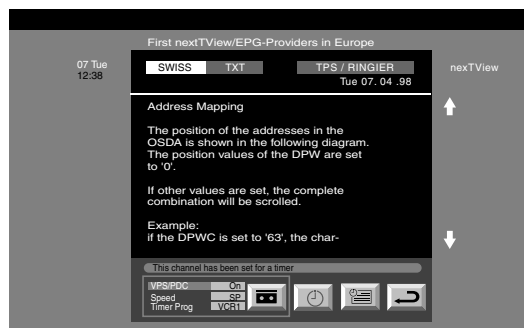 First nextTView/EPG-Providers in Europe
07 Tue
12:38
SWISS TXT TPS / RINGIER
Tue 07. 04 .98
nexTView
Address Mapping
The position of the addresses in the
OSDA is shown in the following diagram.
The position values of the DPW are set
to '0'.
If other values are set, the complete
combination will be scrolled.
Example:
if the DPWC is set to '63', the char-
This channel has been set for a timer
VPS/PDC On
Speed SP
Timer Prog VCR1